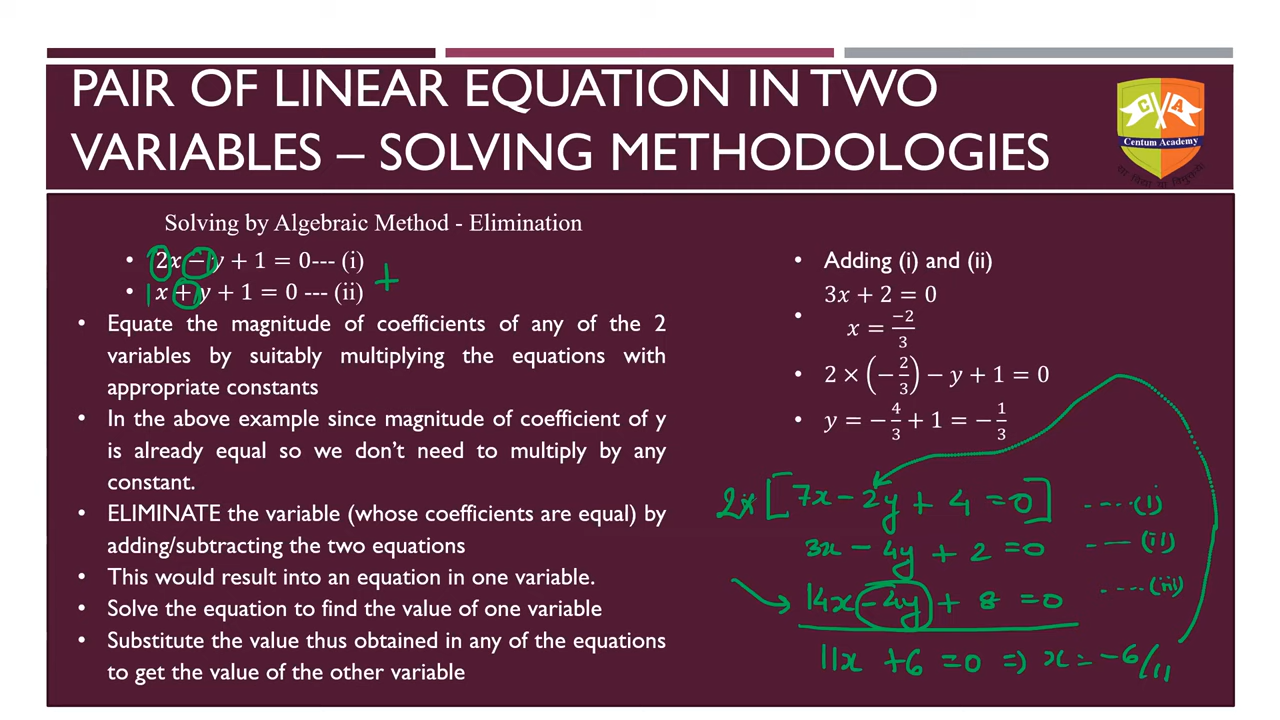 PAIR OF LINEAR EQUATION IN TWO
VARIABLES – SOLVING METHODOLOGIES
C A
Centum Academy
Solving by Algebraic Method - Elimination
• 2x − y + 1 = 0--- (i)
• 1 x + y + 1 = 0 --- (ii)
+
• Equate the magnitude of coefficients of any of the 2
variables by suitably multiplying the equations with
appropriate constants
• In the above example since magnitude of coefficient of y
is already equal so we don't need to multiply by any
constant.
• ELIMINATE the variable (whose coefficients are equal) by
adding/subtracting the two equations
• This would result into an equation in one variable.
• Solve the equation to find the value of one variable
• Substitute the value thus obtained in any of the equations
to get the value of the other variable
• Adding (i) and (ii)
3x + 2 = 0
• x = −2/3
• 2 × (−2/3) − y + 1 = 0
• y = −4/3 + 1 = −1/3
2× [7x − 2y + 4 = 0] ----(i)
3x − 4y + 2 = 0 ----(ii)
14x − 4y + 8 = 0 ----(iii)
11x + 6 = 0 ⇒ x = −6/11